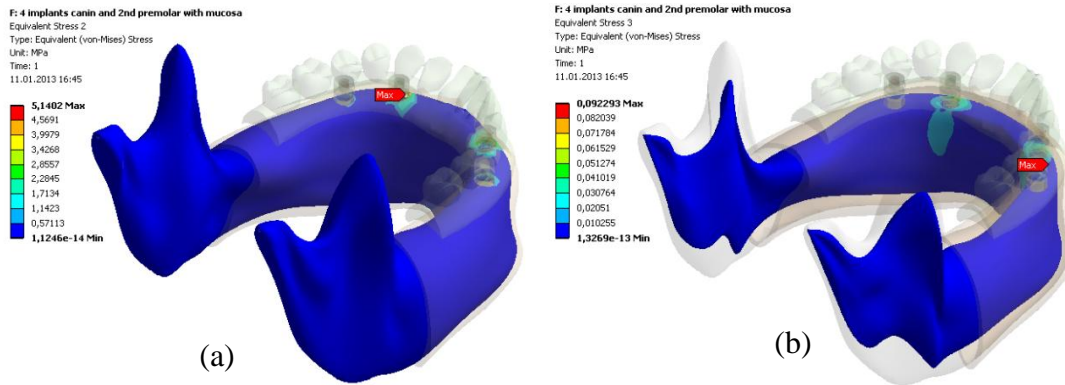 F: 4 implants canin and 2nd premolar with mucosa
Equivalent Stress 2
Type: Equivalent (von-Mises) Stress
Unit: MPa
Time: 1
11.01.2013 16:45
5,1402 Max
4,5691
3,9979
3,4268
2,8557
2,2845
1,7134
1,1423
0,57113
1,1246e-14 Min
Max
(a)
F: 4 implants canin and 2nd premolar with mucosa
Equivalent Stress 3
Type: Equivalent (von-Mises) Stress
Unit: MPa
Time: 1
11.01.2013 16:45
0,092293 Max
0,082039
0,071784
0,061529
0,051274
0,041019
0,030764
0,02051
0,010255
1,3269e-13 Min
Max
(b)